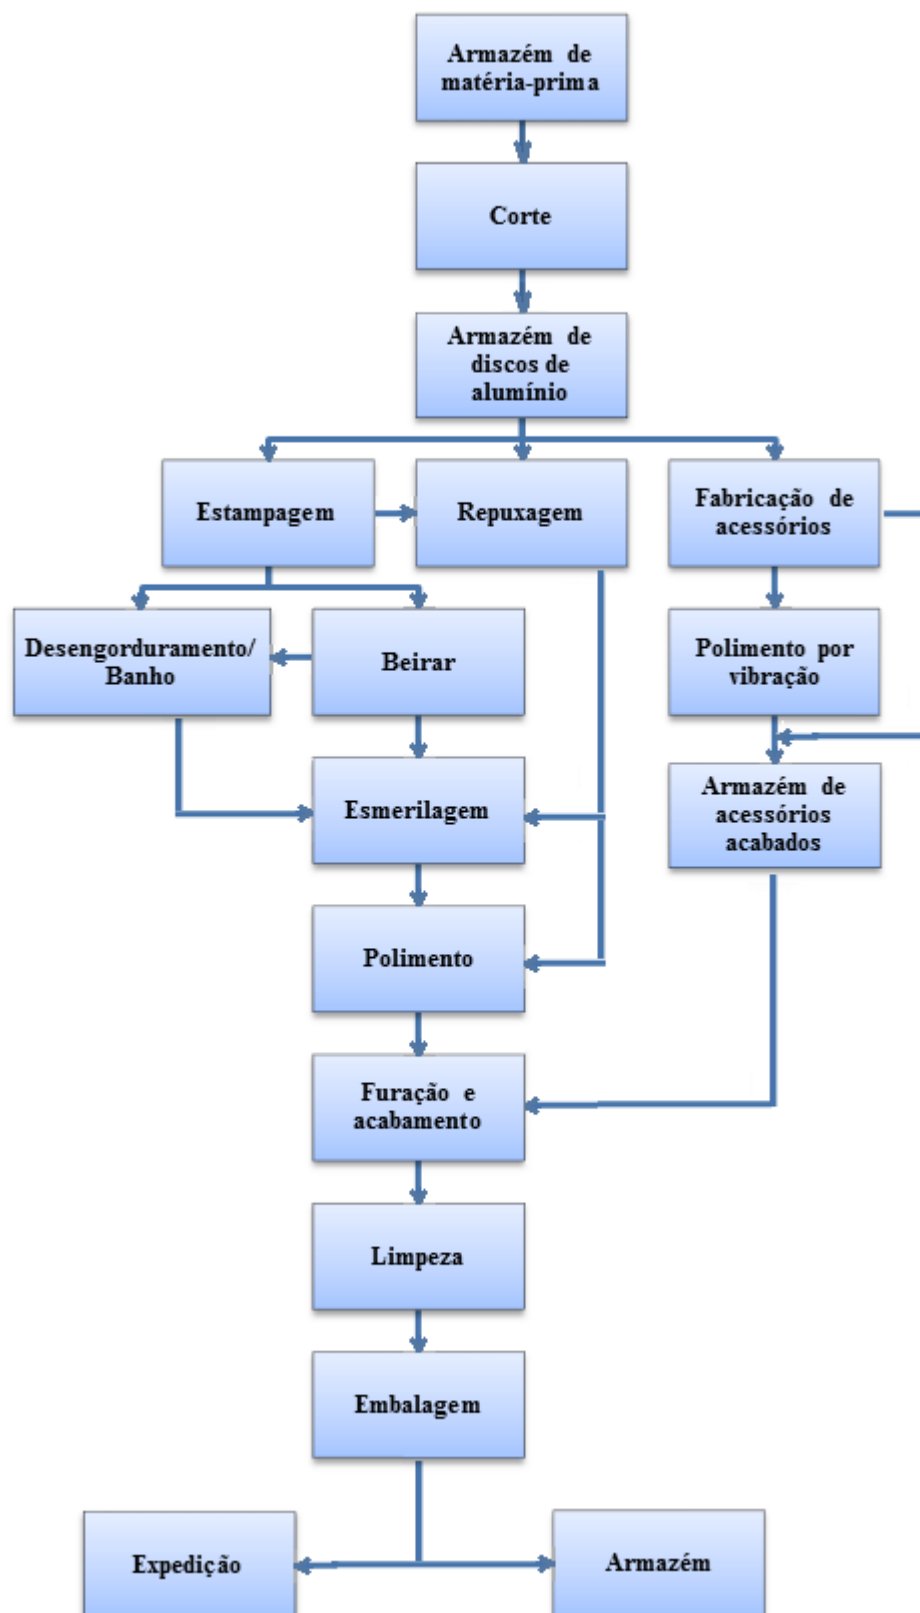 Armazém de
matéria-prima
Corte
Armazém de
discos de
alumínio
Estampagem
Repuxagem
Fabricação de
acessórios
Desengorduramento/
Banho
Beirar
Polimento por
vibração
Esmerilagem
Armazém de
acessórios
acabados
Polimento
Furação e
acabamento
Limpeza
Embalagem
Expedição
Armazém